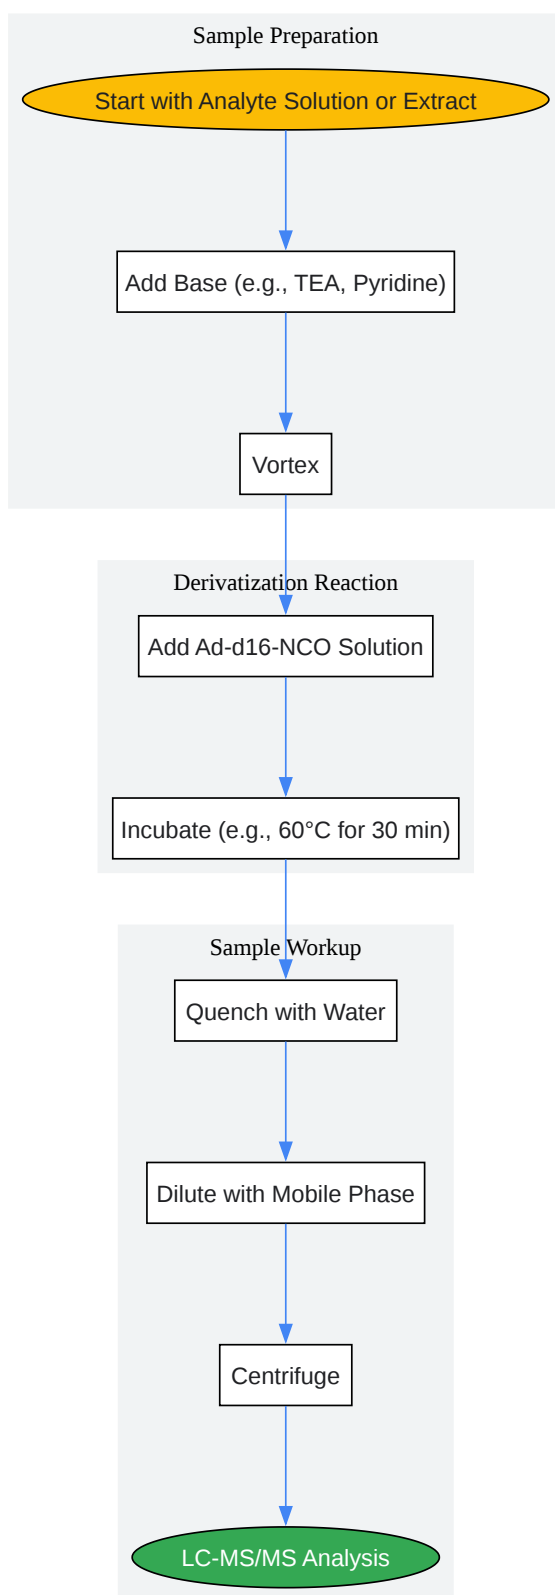 Sample Preparation
Start with Analyte Solution or Extract
Add Base (e.g., TEA, Pyridine)
Vortex
Derivatization Reaction
Add Ad-d16-NCO Solution
Incubate (e.g., 60°C for 30 min)
Sample Workup
Quench with Water
Dilute with Mobile Phase
Centrifuge
LC-MS/MS Analysis